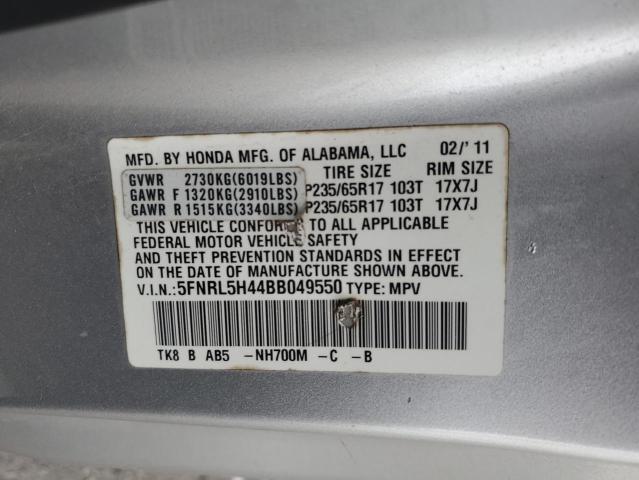 MFD. BY HONDA MFG. OF ALABAMA, LLC 02/'11
TIRE SIZE RIM SIZE
GVWR 2730KG(6019LBS)
GAWR F 1320KG(2910LBS) P235/65R17 103T 17X7J
GAWR R 1515KG(3340LBS) P235/65R17 103T 17X7J
THIS VEHICLE CONFORMS TO ALL APPLICABLE
FEDERAL MOTOR VEHICLE SAFETY
AND THEFT PREVENTION STANDARDS IN EFFECT ON
THE DATE OF MANUFACTURE SHOWN ABOVE.
V.I.N.:5FNRL5H44BB049550 TYPE: MPV
TK8 B AB5 -NH700M -C -B